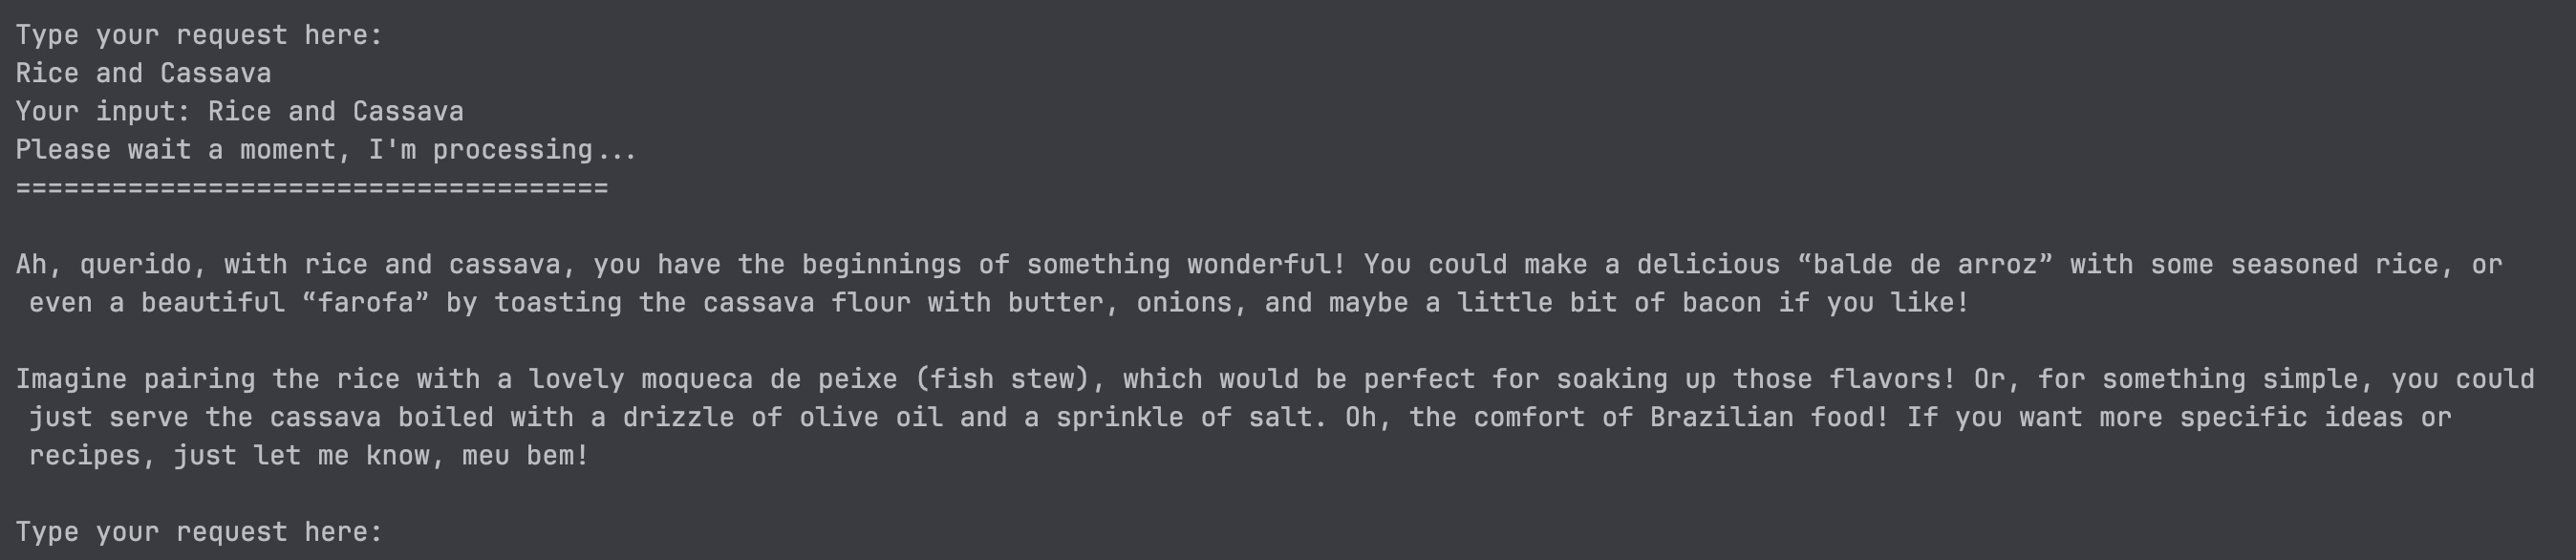 Type your request here:
Rice and Cassava
Your input: Rice and Cassava
Please wait a moment, I'm processing...
=====================================
Ah, querido, with rice and cassava, you have the beginnings of something wonderful! You could make a delicious “balde de arroz” with some seasoned rice, or
even a beautiful “farofa” by toasting the cassava flour with butter, onions, and maybe a little bit of bacon if you like!
Imagine pairing the rice with a lovely moqueca de peixe (fish stew), which would be perfect for soaking up those flavors! Or, for something simple, you could
just serve the cassava boiled with a drizzle of olive oil and a sprinkle of salt. Oh, the comfort of Brazilian food! If you want more specific ideas or
recipes, just let me know, meu bem!
Type your request here: